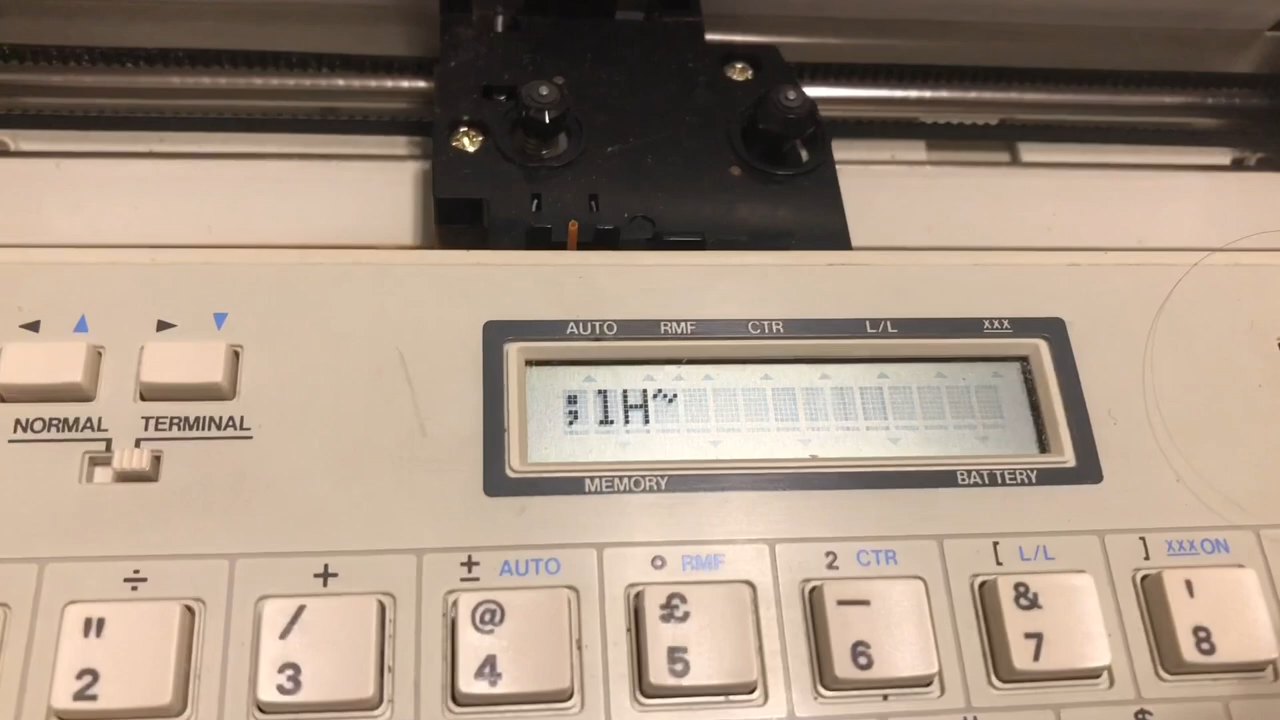 AUTO RMF CTR L/L xxx
;1H~
NORMAL TERMINAL
MEMORY BATTERY
÷ + ± AUTO ° RMF 2 CTR [ L/L ] xxx ON
" / @ £ — & '
2 3 4 5 6 7 8